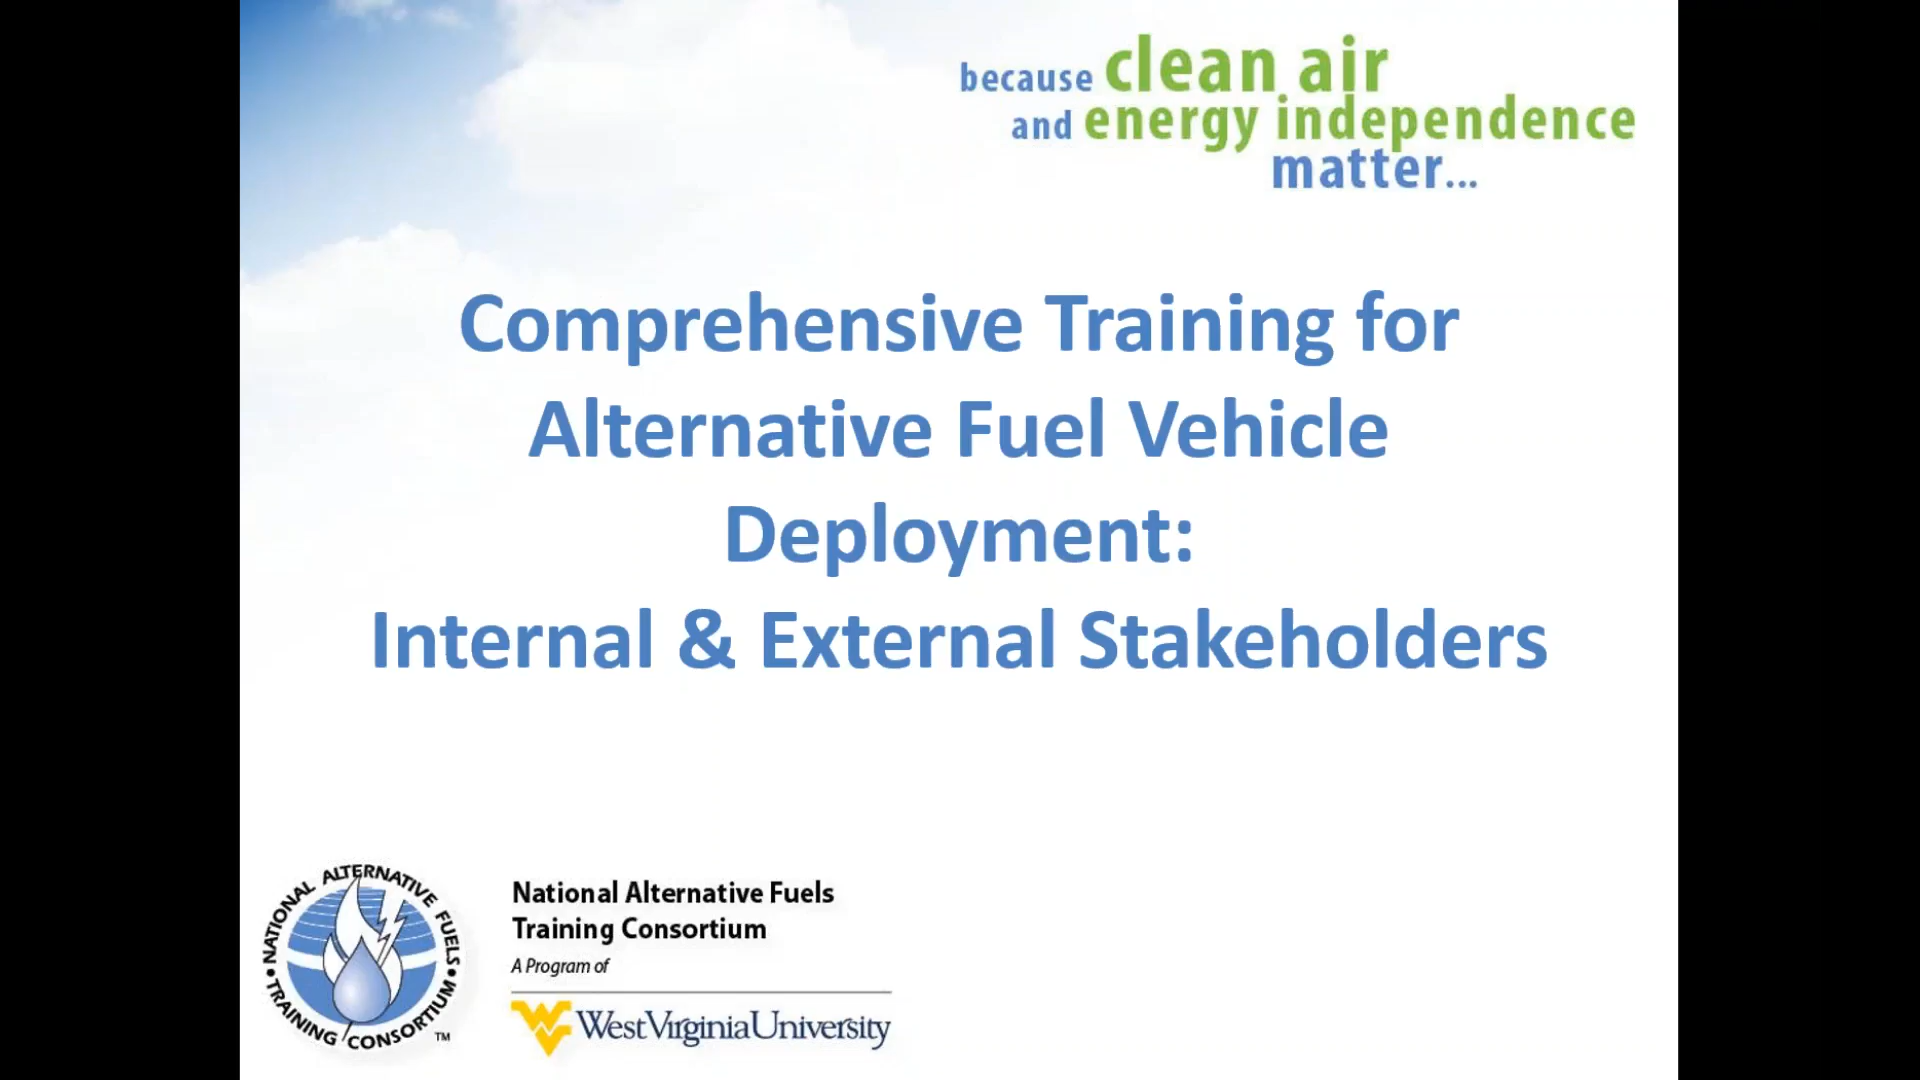 because clean air
and energy independence
matter...
Comprehensive Training for
Alternative Fuel Vehicle
Deployment:
Internal & External Stakeholders
• NATIONAL ALTERNATIVE FUELS •
TRAINING CONSORTIUM
TM
National Alternative Fuels
Training Consortium
A Program of
WV WestVirginiaUniversity